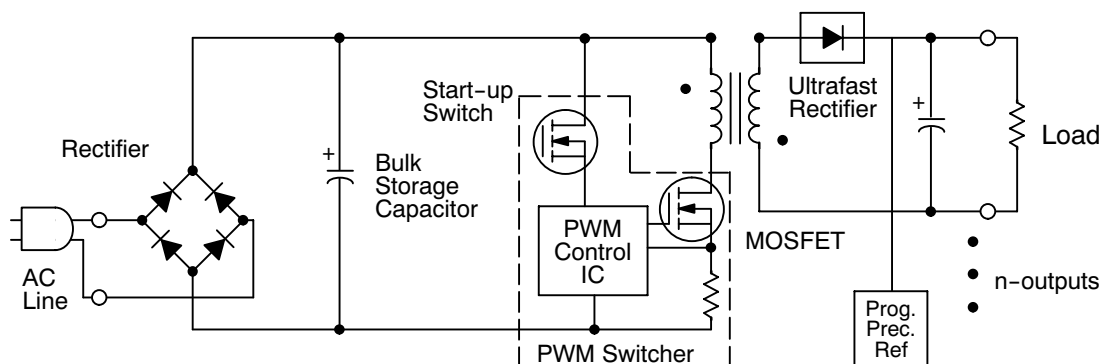 Start-up
Switch
Ultrafast
Rectifier
+
Load
Rectifier
+
Bulk
Storage
Capacitor
PWM
Control
IC
MOSFET
AC
Line
n-outputs
Prog.
Prec.
Ref
PWM Switcher